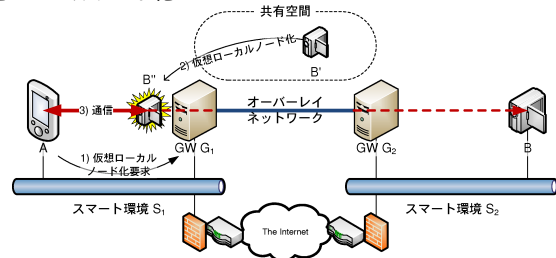 共有空間
B'
2) 仮想ローカルノード化
B"
3) 通信
オーバーレイ
ネットワーク
A
GW G1
GW G2
B
1) 仮想ローカル
ノード化要求
スマート環境 S1
スマート環境 S2
The Internet